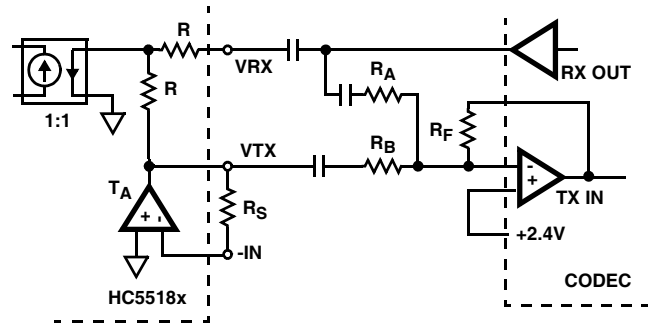 R
VRX
RX OUT
R
RA
1:1
RF
VTX
RB
TA
- +
TX IN
RS
+ -
+2.4V
-IN
HC5518x
CODEC